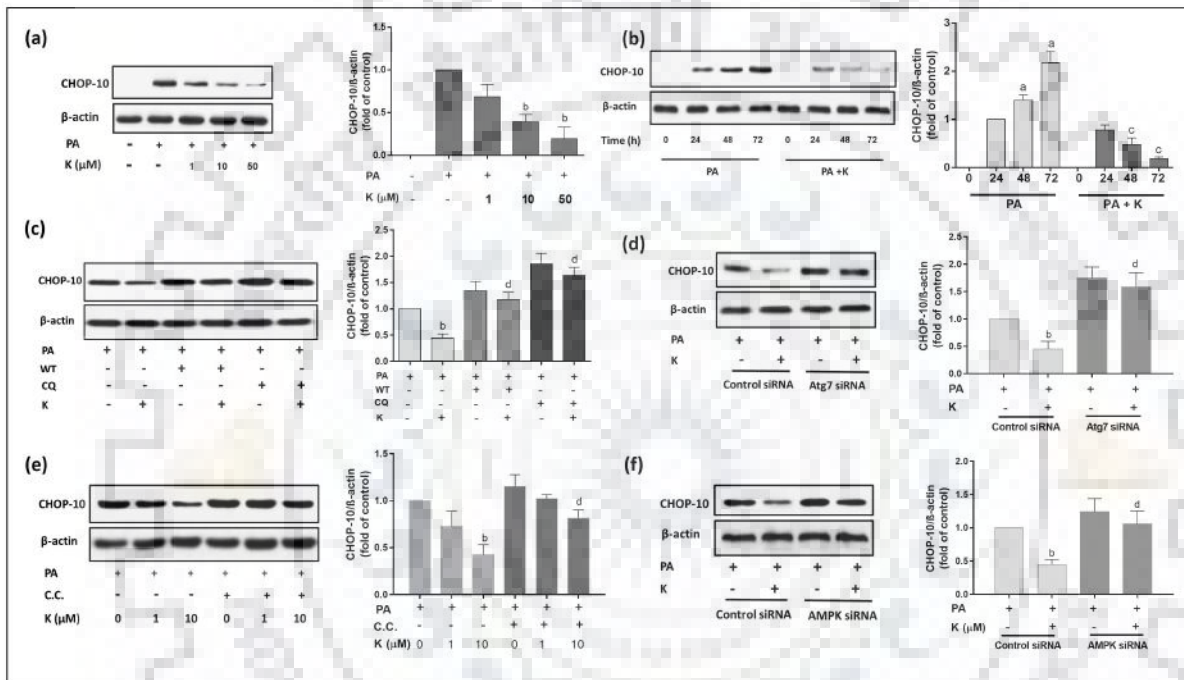 (a)
CHOP-10
β-actin
PA - + + + +
K (µM) - - 1 10 50
CHOP-10/ß-actin
(fold of control)
1.5
1.0
0.5
0.0
b
b
PA - + + + +
K (µM) - - 1 10 50
(b)
CHOP-10
β-actin
Time (h) 0 24 48 72 0 24 48 72
PA PA +K
CHOP-10/ß-actin
(fold of control)
3
2
1
0
a
a
c
c
0 24 48 72 0 24 48 72
PA PA + K
(c)
CHOP-10
β-actin
PA + + + + + +
WT - - + + - -
CQ - - - - + +
K - + - + - +
CHOP-10/ß-actin
(fold of control)
2.5
2.0
1.5
1.0
0.5
0.0
b
d
d
PA + + + + + +
WT - - + + - -
CQ - - - - + +
K - + - + - +
(d)
CHOP-10
β-actin
PA + + + +
K - + - +
Control siRNA Atg7 siRNA
CHOP-10/ß-actin
(fold of control)
2.5
2.0
1.5
1.0
0.5
0.0
b
d
PA + + + +
K - + - +
Control siRNA Atg7 siRNA
(e)
CHOP-10
β-actin
PA + + + + + +
C.C. - - - + + +
K (µM) 0 1 10 0 1 10
CHOP-10/ß-actin
(fold of control)
1.5
1.0
0.5
0.0
b
d
PA + + + + + +
C.C. - - - + + +
K (µM) 0 1 10 0 1 10
(f)
CHOP-10
β-actin
PA + + + +
K - + - +
Control siRNA AMPK siRNA
CHOP-10/ß-actin
(fold of control)
2.0
1.5
1.0
0.5
0.0
b
d
PA + + + +
K (µM) - + - +
Control siRNA AMPK siRNA